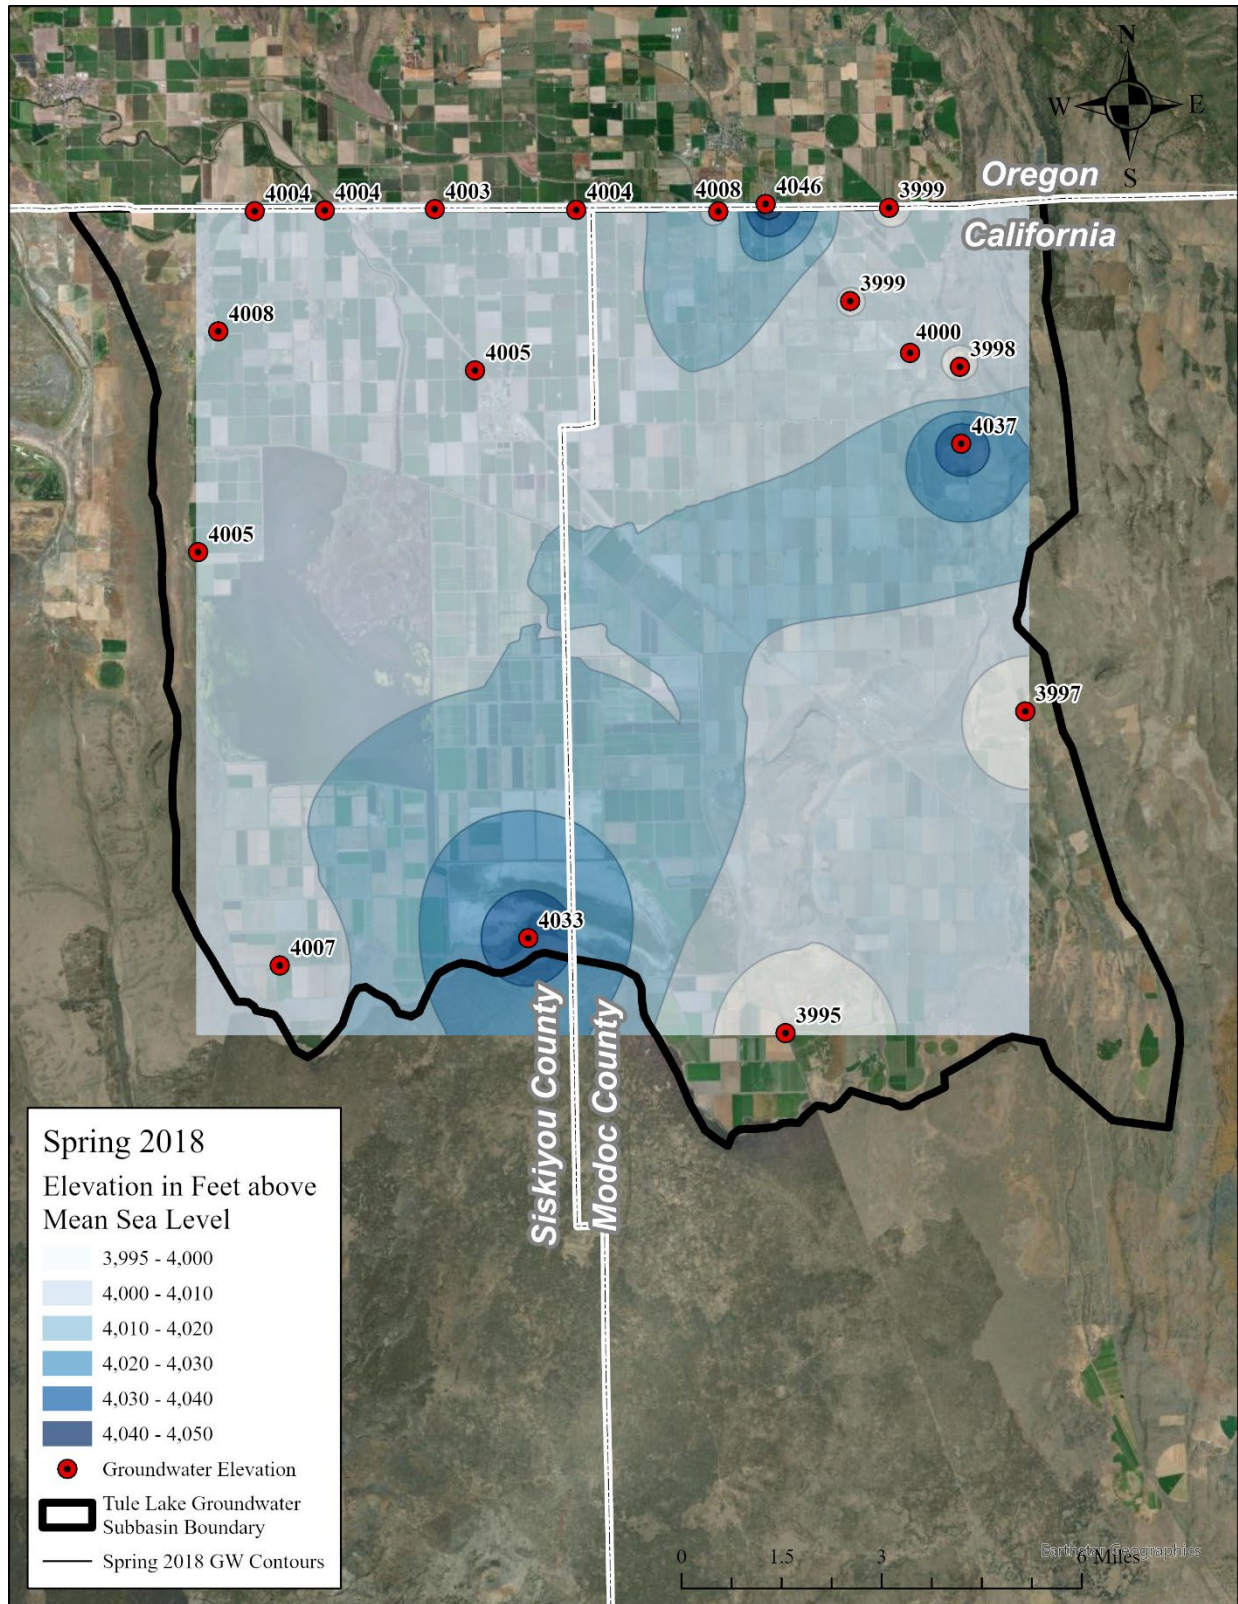 N
W
E
S
Oregon
California
4004
4004
4003
4004
4008
4046
3999
4008
4005
3999
4000
3998
4037
4005
3997
4033
4007
3995
Siskiyou County
Modoc County
Spring 2018
Elevation in Feet above
Mean Sea Level
3,995 - 4,000
4,000 - 4,010
4,010 - 4,020
4,020 - 4,030
4,030 - 4,040
4,040 - 4,050
Groundwater Elevation
Tule Lake Groundwater
Subbasin Boundary
Spring 2018 GW Contours
0 1.5 3 6 Miles
Earthstar Geographics